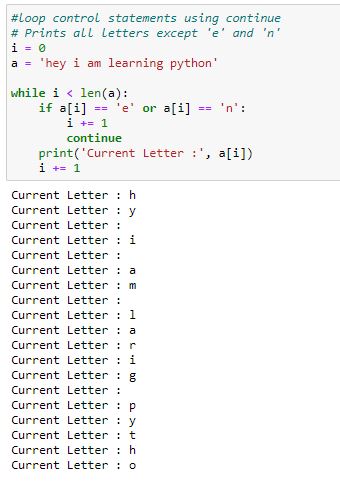 #loop control statements using continue
# Prints all letters except 'e' and 'n'
i = 0
a = 'hey i am learning python'
while i < len(a):
    if a[i] == 'e' or a[i] == 'n':
        i += 1
        continue
    print('Current Letter :', a[i])
    i += 1
Current Letter : h
Current Letter : y
Current Letter :
Current Letter : i
Current Letter :
Current Letter : a
Current Letter : m
Current Letter :
Current Letter : l
Current Letter : a
Current Letter : r
Current Letter : i
Current Letter : g
Current Letter :
Current Letter : p
Current Letter : y
Current Letter : t
Current Letter : h
Current Letter : o